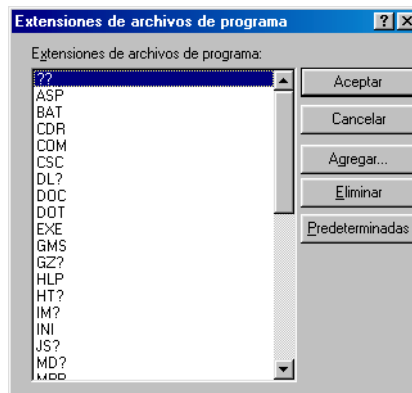 Extensiones de archivos de programa
Extensiones de archivos de programa:
??
ASP
BAT
CDR
COM
CSC
DL?
DOC
DOT
EXE
GMS
GZ?
HLP
HT?
IM?
INI
JS?
MD?
MPP
Aceptar
Cancelar
Agregar...
Eliminar
Predeterminadas